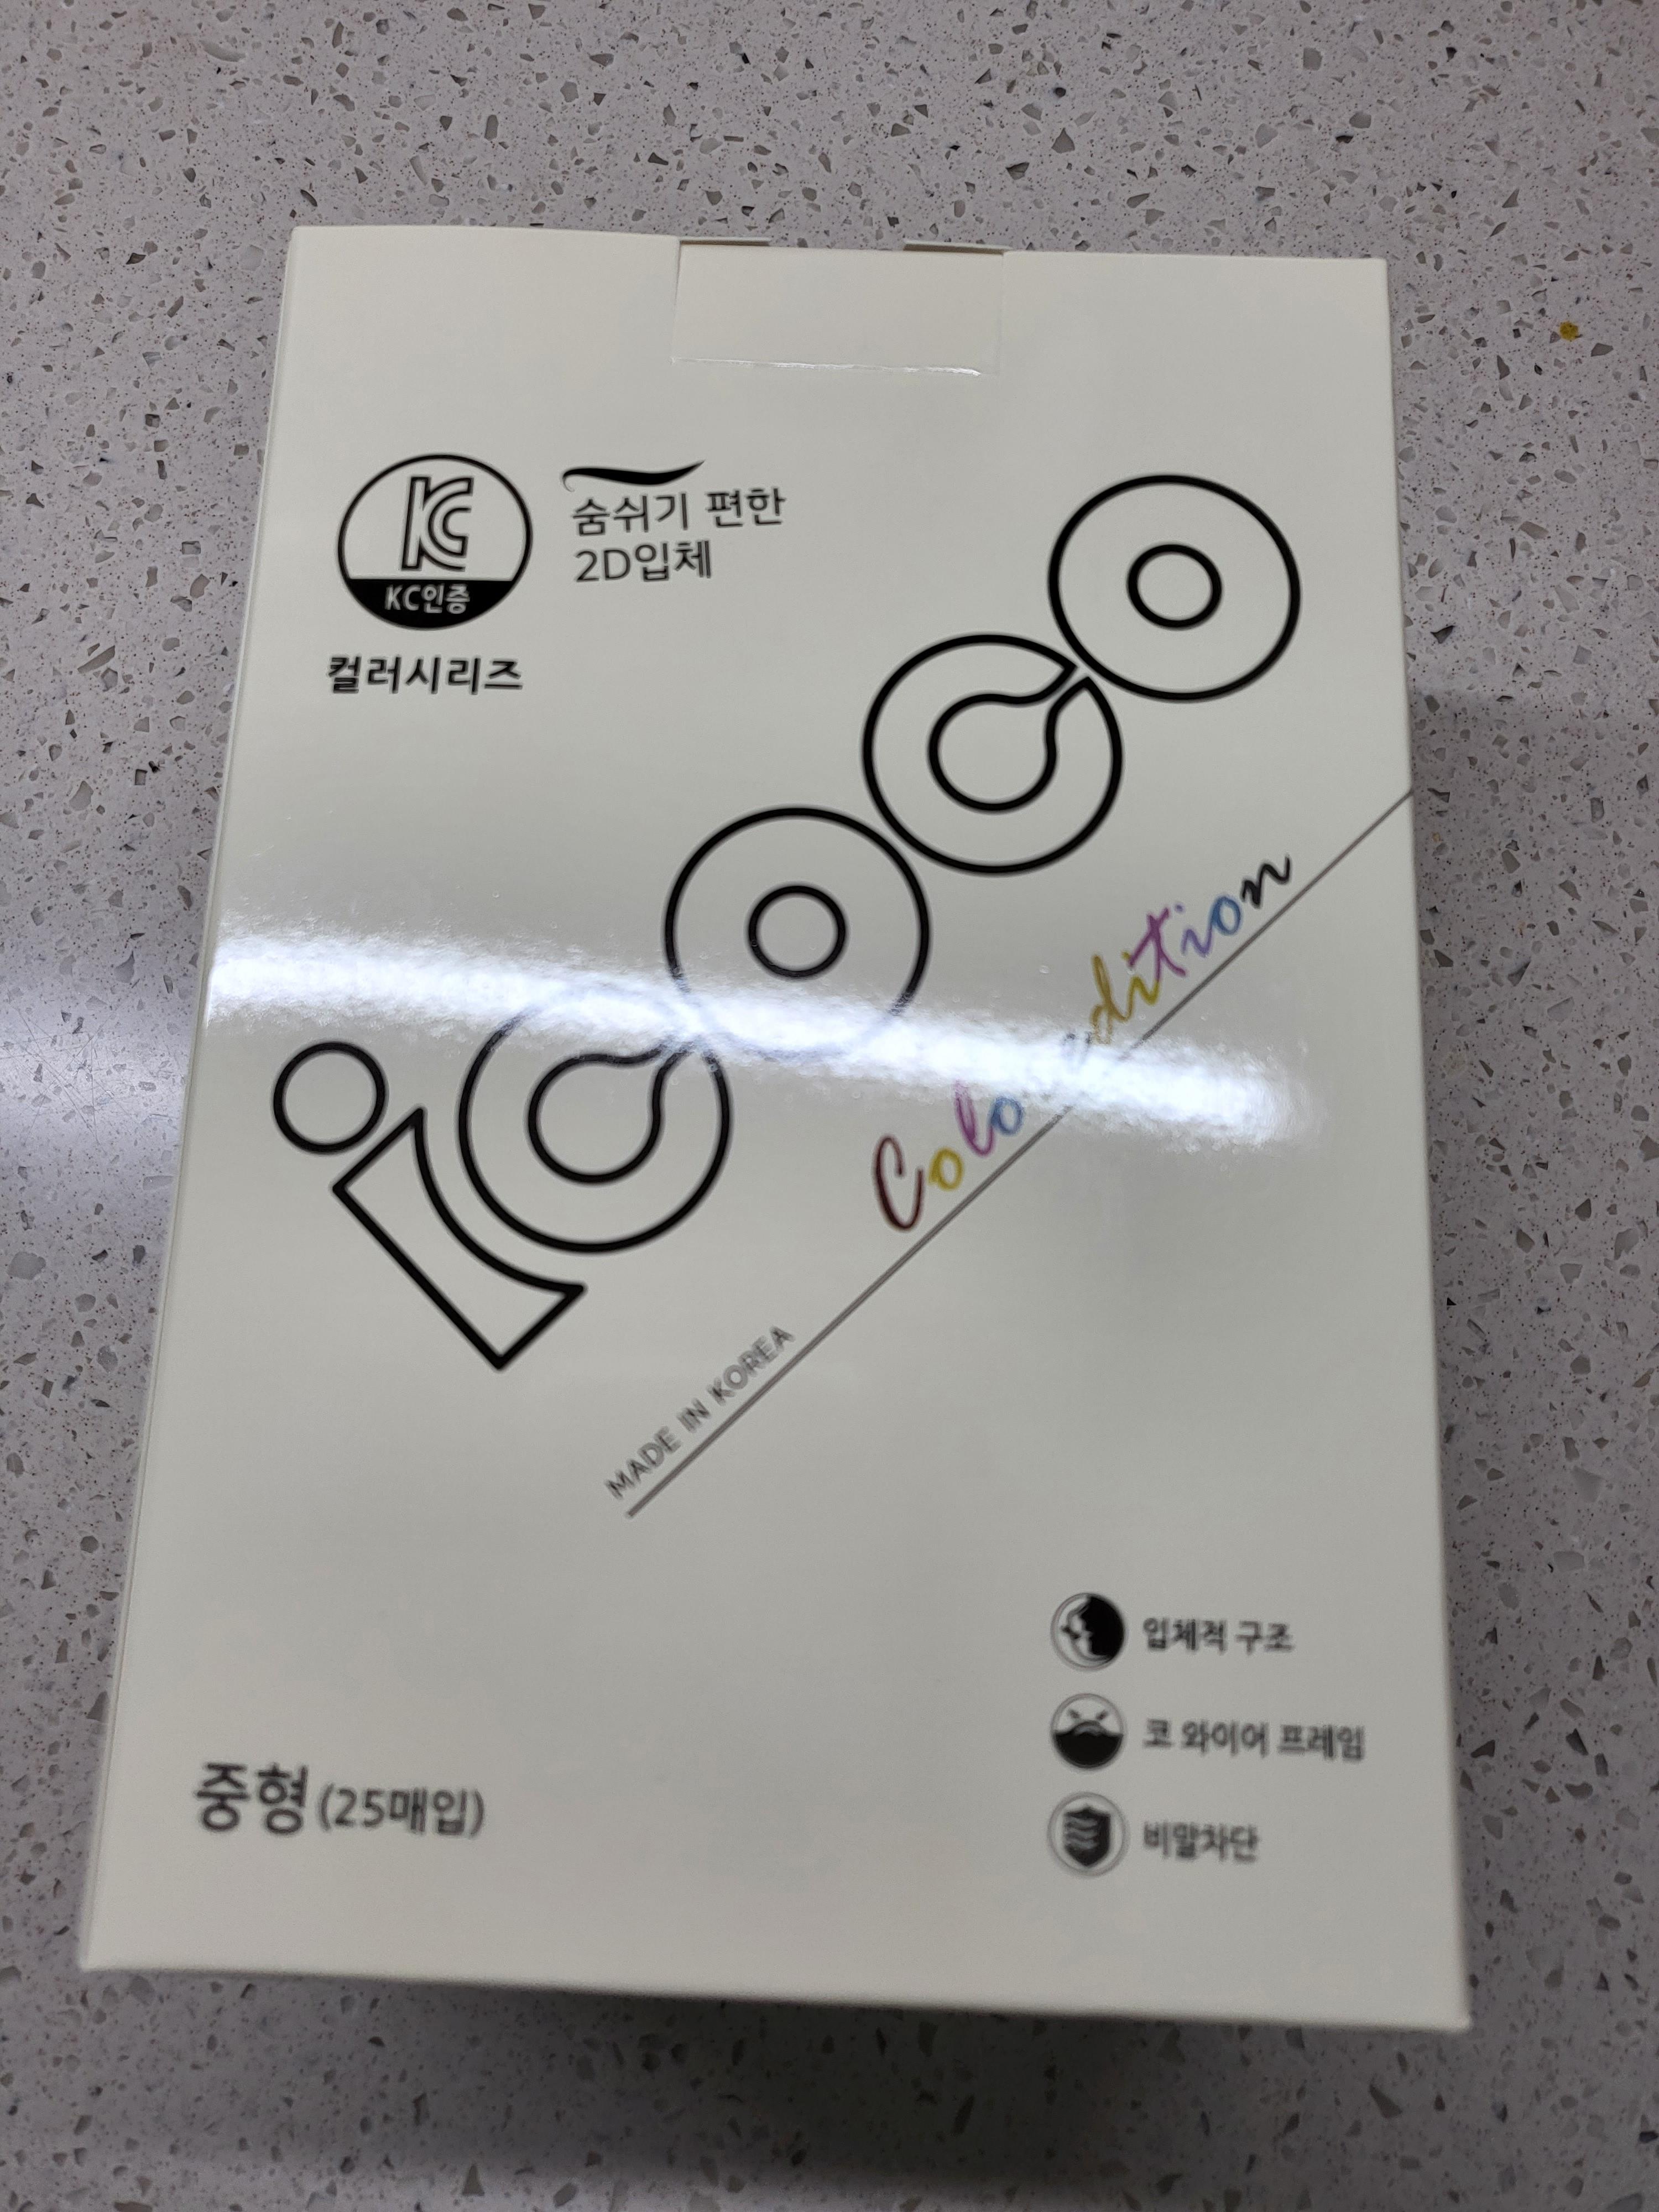 KC
KC인증
숨쉬기 편한
2D입체
컬러시리즈
icoco
Color edition
MADE IN KOREA
입체적 구조
코 와이어 프레임
비말차단
중형 (25매입)